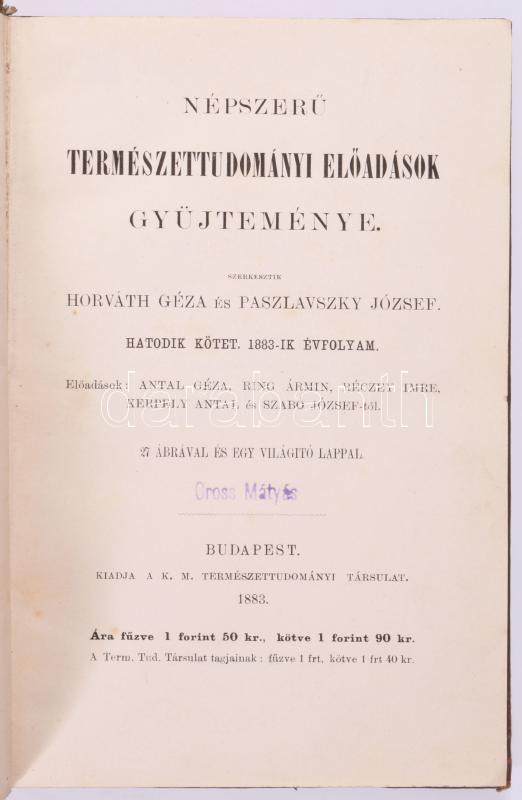 NÉPSZERŰ
TERMÉSZETTUDOMÁNYI ELŐADÁSOK
GYÜJTEMÉNYE.
SZERKESZTIK
HORVÁTH GÉZA ÉS PASZLAVSZKY JÓZSEF.
HATODIK KÖTET. 1883-IK ÉVFOLYAM.
Előadások: ANTAL GÉZA, RING ÁRMIN, RÉCZEY IMRE,
KERPELY ANTAL és SZABÓ JÓZSEF-től.
darabanth
27 ÁBRÁVAL ÉS EGY VILÁGITÓ LAPPAL.
Oross Mátyás
BUDAPEST.
KIADJA A K. M. TERMÉSZETTUDOMÁNYI TÁRSULAT.
1883.
Ára fűzve 1 forint 50 kr., kötve 1 forint 90 kr.
A Term. Tud. Társulat tagjainak: fűzve 1 frt, kötve 1 frt 40 kr.